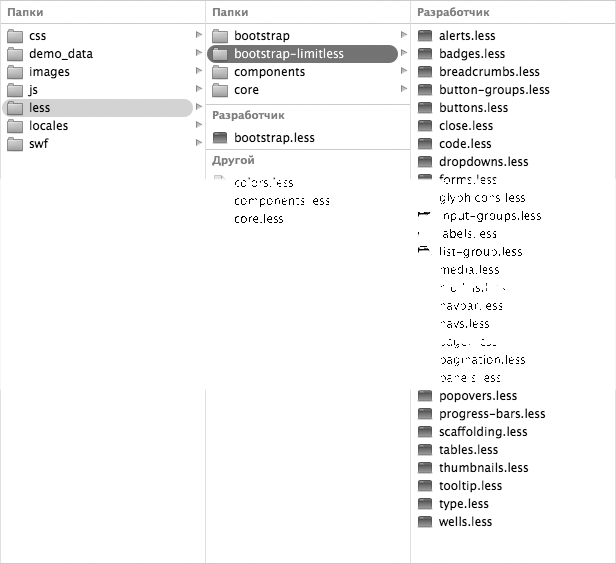 Папки
css
demo_data
images
js
less
locales
swf
Папки
bootstrap
bootstrap-limitless
components
core
Разработчик
bootstrap.less
Другой
colors.less
components.less
core.less
Разработчик
alerts.less
badges.less
breadcrumbs.less
button-groups.less
buttons.less
close.less
code.less
dropdowns.less
forms.less
glyphicons.less
input-groups.less
labels.less
list-group.less
media.less
navbar.less
navs.less
pagination.less
panels.less
popovers.less
progress-bars.less
scaffolding.less
tables.less
thumbnails.less
tooltip.less
type.less
wells.less